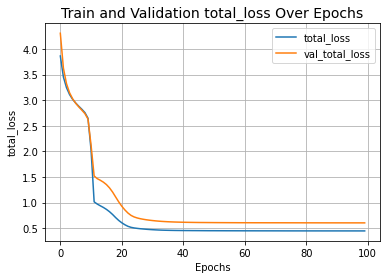 Train and Validation total_loss Over Epochs
total_loss
val_total_loss
total_loss
4.0
3.5
3.0
2.5
2.0
1.5
1.0
0.5
0
20
40
60
80
100
Epochs